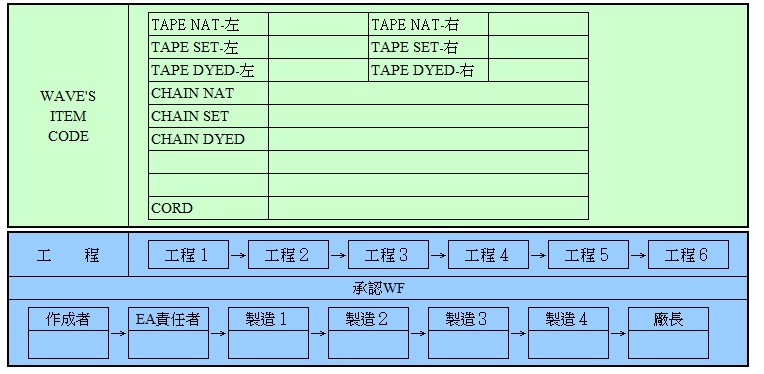 TAPE NAT-左 TAPE NAT-右
TAPE SET-左 TAPE SET-右
TAPE DYED-左 TAPE DYED-右
WAVE'S
ITEM
CODE
CHAIN NAT
CHAIN SET
CHAIN DYED
CORD
工 程 工程１ → 工程２ → 工程３ → 工程４ → 工程５ → 工程６
承認WF
作成者 → EA責任者 → 製造１ → 製造２ → 製造３ → 製造４ → 廠長